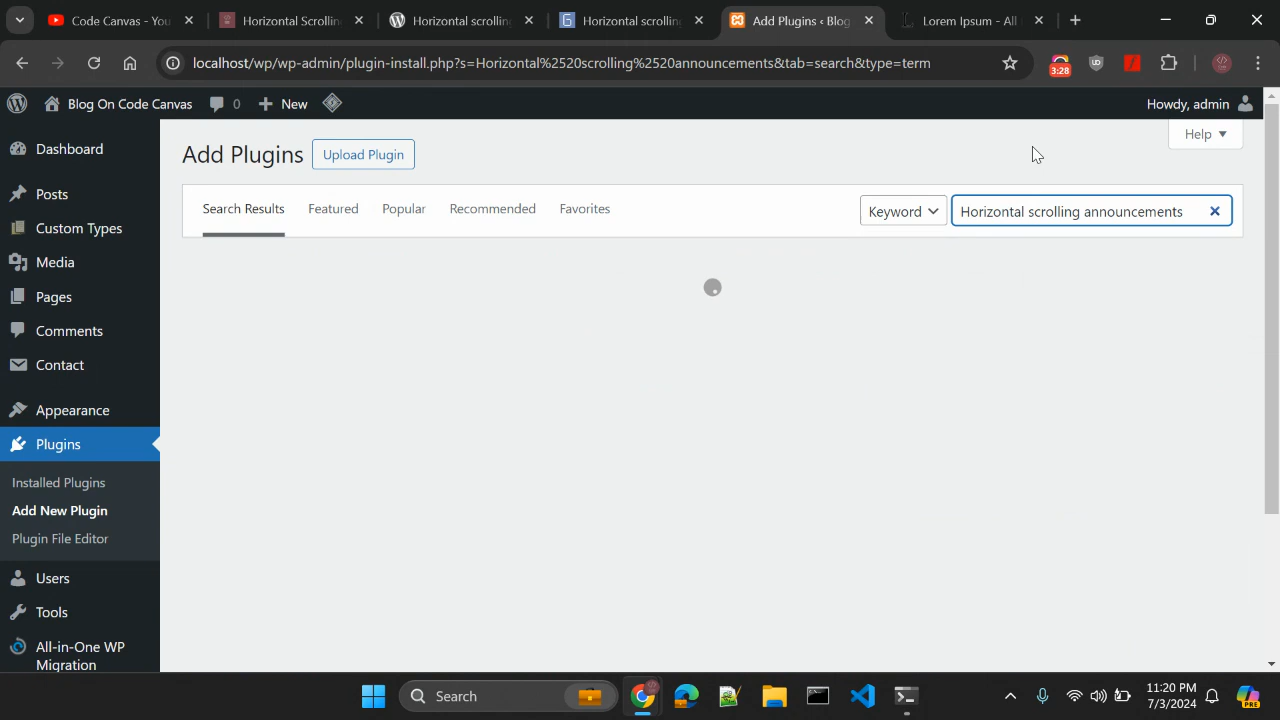 Code Canvas - You
Horizontal Scrollin
Horizontal scrolling
Horizontal scrolling
Add Plugins ‹ Blog
Lorem Ipsum - All
localhost/wp/wp-admin/plugin-install.php?s=Horizontal%2520scrolling%2520announcements&tab=search&type=term
3:28
Blog On Code Canvas
0
New
Howdy, admin
Help
Add Plugins
Upload Plugin
Search Results
Featured
Popular
Recommended
Favorites
Keyword
Horizontal scrolling announcements
Dashboard
Posts
Custom Types
Media
Pages
Comments
Contact
Appearance
Plugins
Installed Plugins
Add New Plugin
Plugin File Editor
Users
Tools
All-in-One WP
Migration
Search
11:20 PM
7/3/2024
PRE